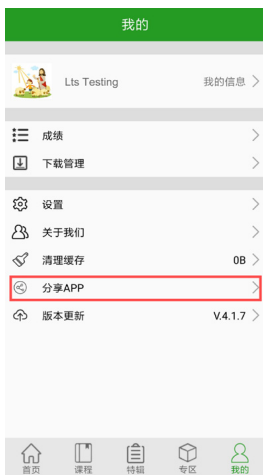 我的
Lts Testing 我的信息
成绩
下载管理
设置
关于我们
清理缓存 0B
分享APP
版本更新 V.4.1.7
首页 课程 特辑 专区 我的